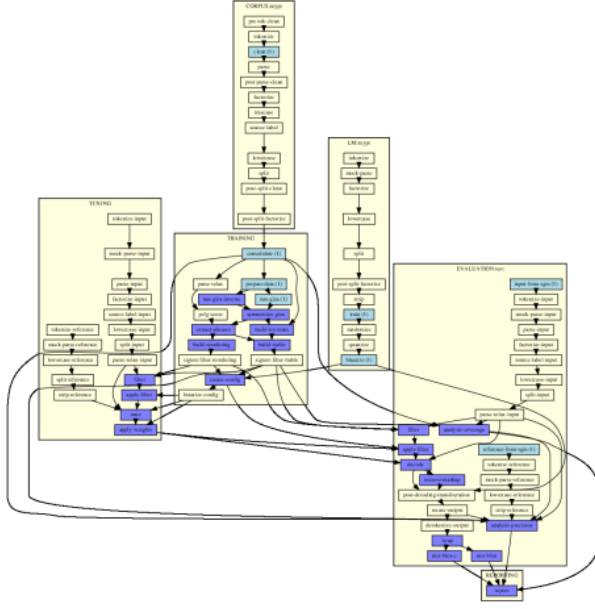 CORPUS:europt
pre-tok-clean
tokenize
clean (1)
parse
post-parse-clean
factorize
truecase
source-label
lowercase
split
post-split-clean
post-split-factorize
tokenize
mock-parse
factorize
lowercase
split
post-split-factorize
strip
train (1)
randomize
quantize
binarize (1)
TUNING
tokenize-input
mock-parse-input
parse-input
factorize-input
source-label-input
lowercase-input
split-input
parse-relax-input
tokenize-reference
mock-parse-reference
lowercase-reference
split-reference
strip-reference
filter
apply-filter
tune
apply-weights
TRAINING
consolidate (1)
parse-relax
prepare-data (1)
run-giza-inverse
run-giza (1)
symmetrize-giza
pcfg-score
extract-phrases
build-lex-trans
build-reordering
build-ttable
sigtest-filter-reordering
sigtest-filter-ttable
create-config
binarize-config
EVALUATION:test
input-from-sgm (1)
tokenize-input
mock-parse-input
parse-input
factorize-input
source-label-input
lowercase-input
split-input
parse-relax-input
filter
analysis-coverage
apply-filter
decode
remove-markup
post-decoding-transformation
recase-output
detokenize-output
wrap
nist-bleu-c
nist-bleu
reference-from-sgm (1)
tokenize-reference
mock-parse-reference
lowercase-reference
strip-reference
analysis-precision
REPORTING
report